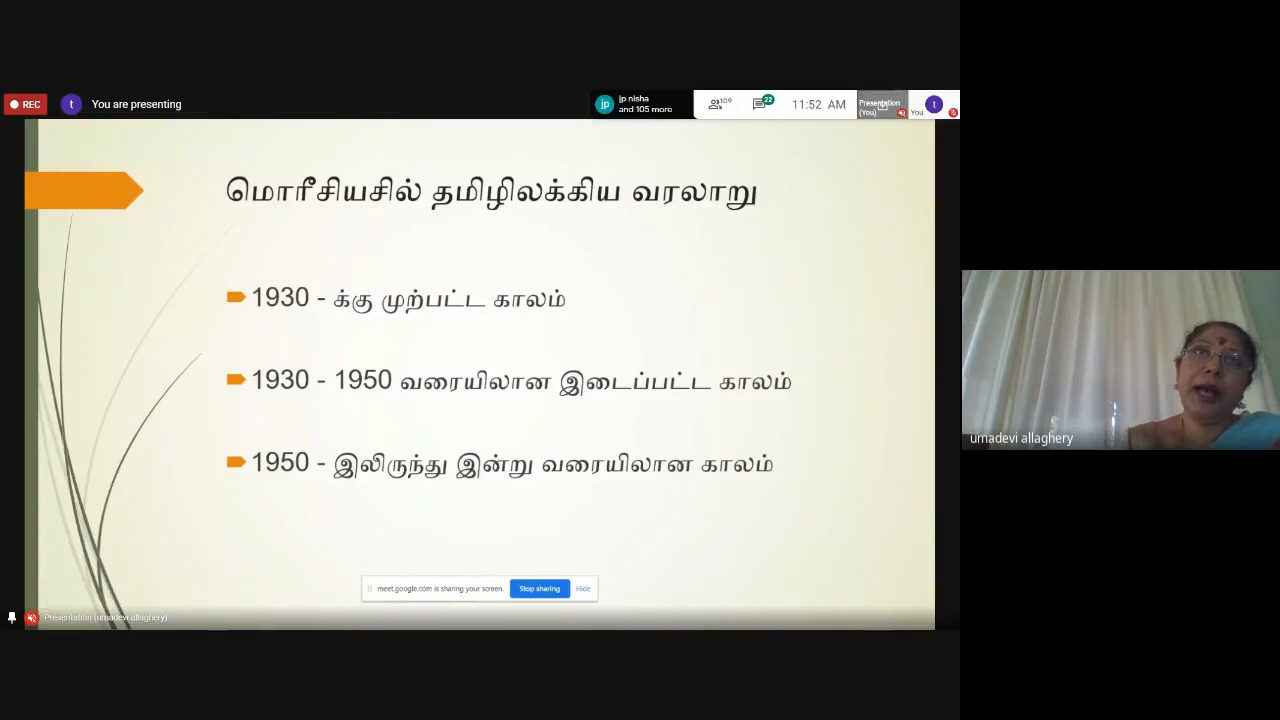 REC
t
You are presenting
jp
jp nisha
and 105 more
109
22
11:52 AM
Presentation
(You)
You
t
மொரீசியசில் தமிழிலக்கிய வரலாறு
1930 - க்கு முற்பட்ட காலம்
1930 - 1950 வரையிலான இடைப்பட்ட காலம்
1950 - இலிருந்து இன்று வரையிலான காலம்
umadevi allaghery
meet.google.com is sharing your screen.
Stop sharing
Hide
Presentation (umadevi allaghery)